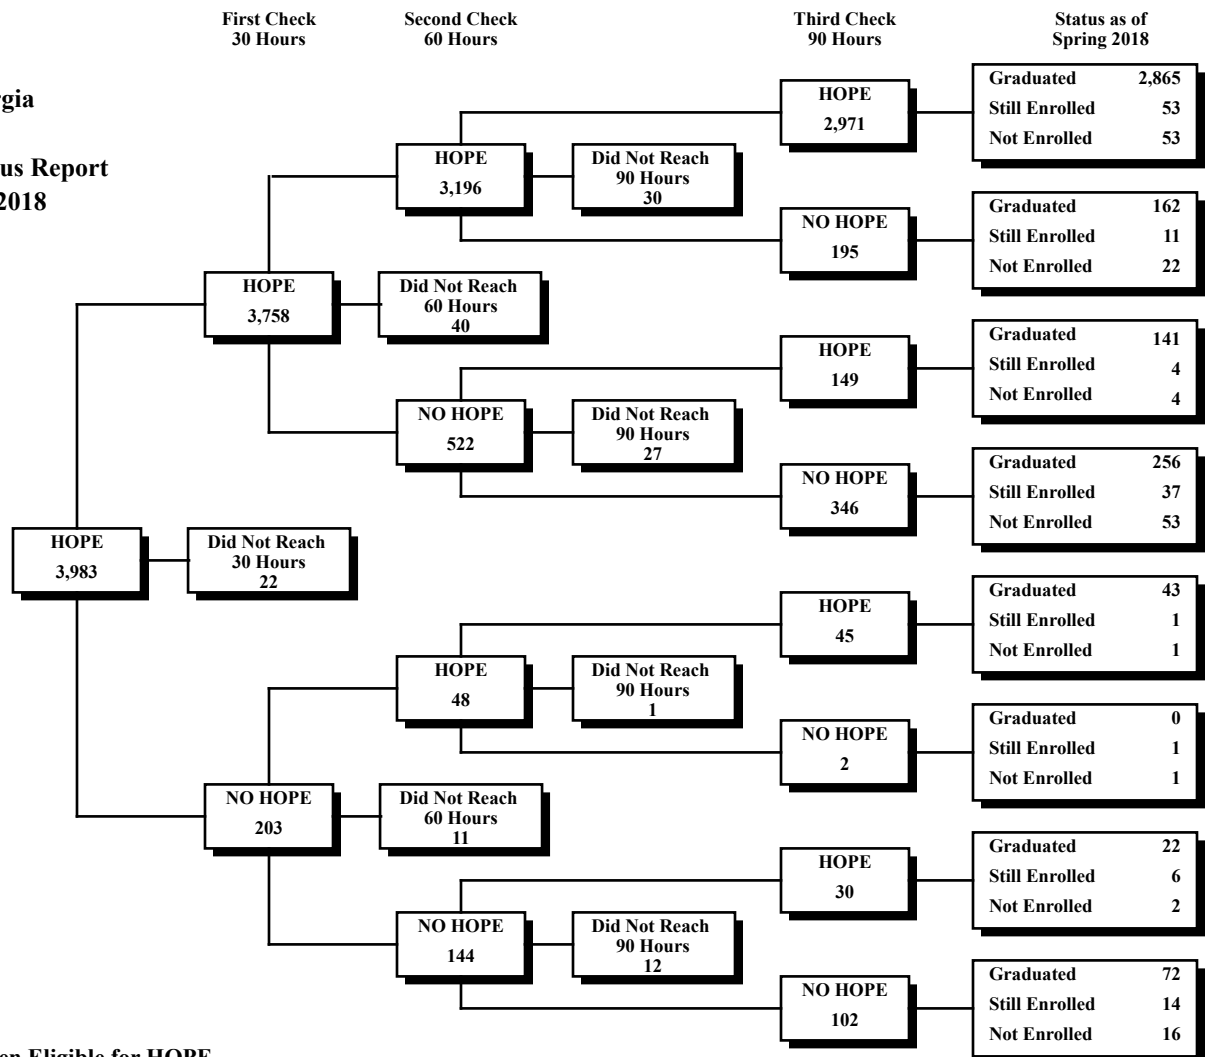 First Check
30 Hours
Second Check
60 Hours
Third Check
90 Hours
Status as of
Spring 2018
rgia
us Report
2018
HOPE
3,983
Did Not Reach
30 Hours
22
HOPE
3,758
Did Not Reach
60 Hours
40
NO HOPE
203
Did Not Reach
60 Hours
11
HOPE
3,196
Did Not Reach
90 Hours
30
NO HOPE
522
Did Not Reach
90 Hours
27
HOPE
48
Did Not Reach
90 Hours
1
NO HOPE
144
Did Not Reach
90 Hours
12
HOPE
2,971
Graduated 2,865
Still Enrolled 53
Not Enrolled 53
NO HOPE
195
Graduated 162
Still Enrolled 11
Not Enrolled 22
HOPE
149
Graduated 141
Still Enrolled 4
Not Enrolled 4
NO HOPE
346
Graduated 256
Still Enrolled 37
Not Enrolled 53
HOPE
45
Graduated 43
Still Enrolled 1
Not Enrolled 1
NO HOPE
2
Graduated 0
Still Enrolled 1
Not Enrolled 1
HOPE
30
Graduated 22
Still Enrolled 6
Not Enrolled 2
NO HOPE
102
Graduated 72
Still Enrolled 14
Not Enrolled 16
en Eligible for HOPE